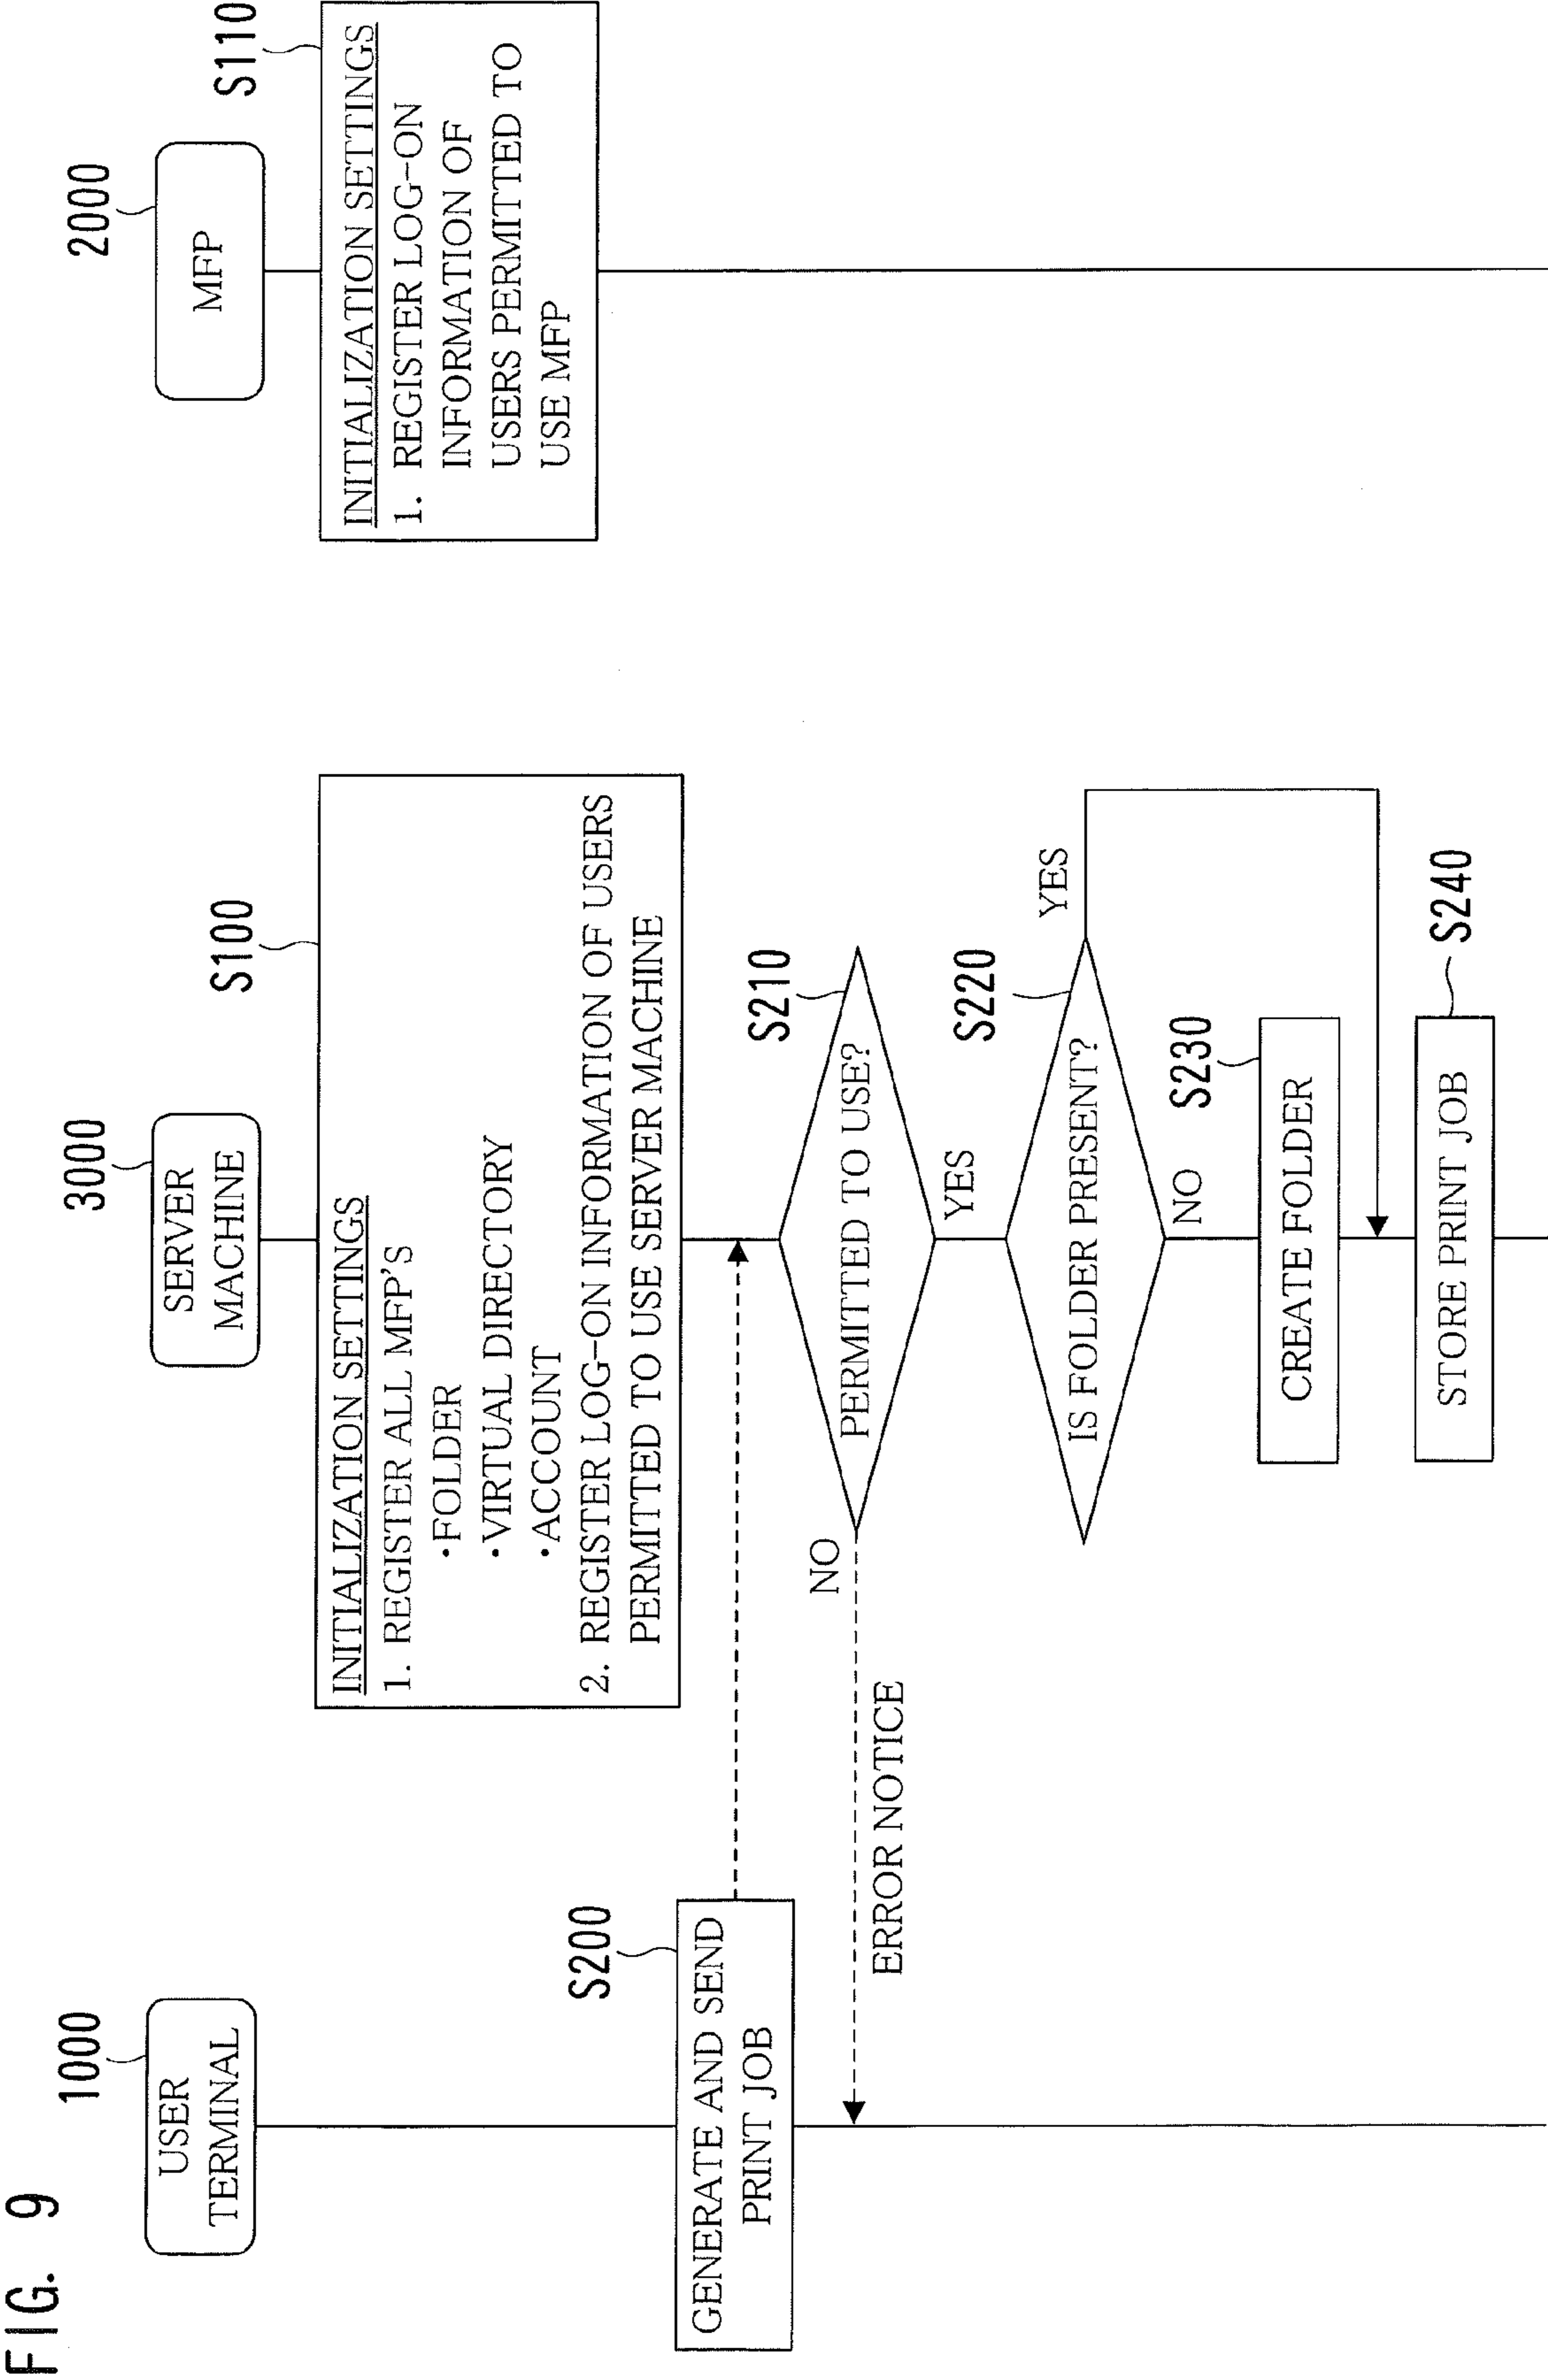 FIG. 9
1000
USER
TERMINAL
3000
SERVER
MACHINE
2000
MFP
S100
INITIALIZATION SETTINGS
1. REGISTER ALL MFP'S
・FOLDER
・VIRTUAL DIRECTORY
・ACCOUNT
2. REGISTER LOG-ON INFORMATION OF USERS
PERMITTED TO USE SERVER MACHINE
S110
INITIALIZATION SETTINGS
1. REGISTER LOG-ON
INFORMATION OF
USERS PERMITTED TO
USE MFP
S200
GENERATE AND SEND
PRINT JOB
S210
PERMITTED TO USE?
NO
ERROR NOTICE
YES
S220
IS FOLDER PRESENT?
YES
NO
S230
CREATE FOLDER
S240
STORE PRINT JOB